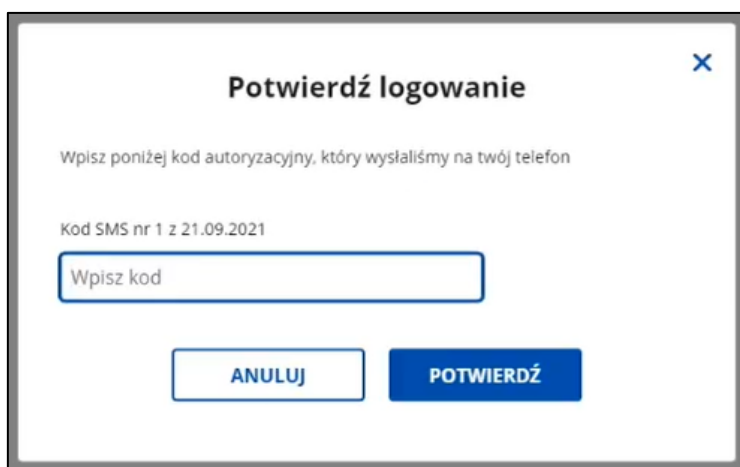 Potwierdź logowanie
Wpisz poniżej kod autoryzacyjny, który wysłaliśmy na twój telefon
Kod SMS nr 1 z 21.09.2021
Wpisz kod
ANULUJ
POTWIERDŹ